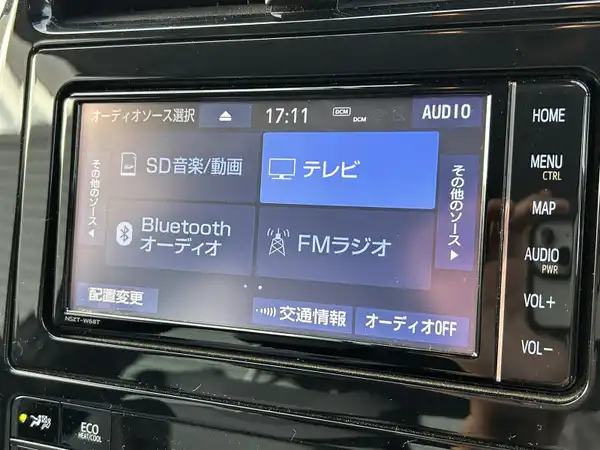 オーディオソース選択
17:11
DCM
DCM
AUDIO
その他のソース
SD音楽/動画
テレビ
その他のソース
Bluetooth
オーディオ
FMラジオ
配置変更
交通情報
オーディオOFF
NSZT-W68T
HOME
MENU
CTRL
MAP
AUDIO
PWR
VOL+
VOL-
ECO
HEAT/COOL